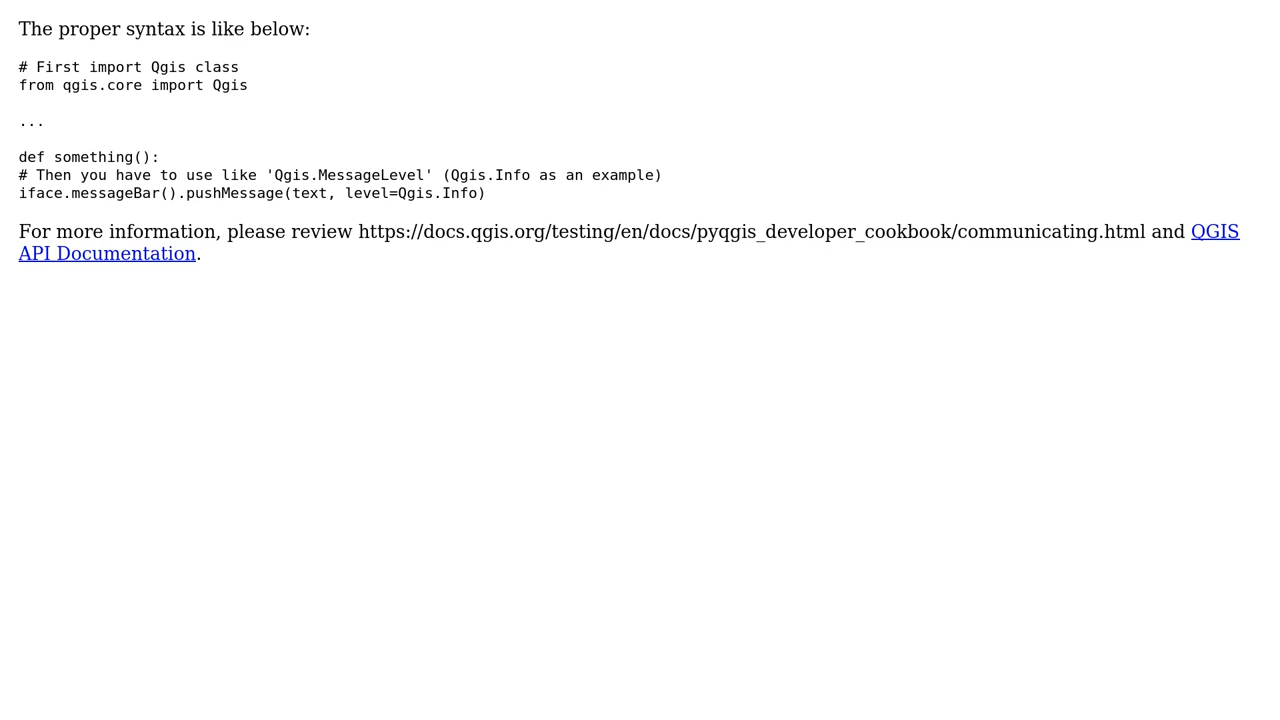 The proper syntax is like below:
# First import Qgis class
from qgis.core import Qgis
...
def something():
# Then you have to use like 'Qgis.MessageLevel' (Qgis.Info as an example)
iface.messageBar().pushMessage(text, level=Qgis.Info)
For more information, please review https://docs.qgis.org/testing/en/docs/pyqgis_developer_cookbook/communicating.html and QGIS
API Documentation.